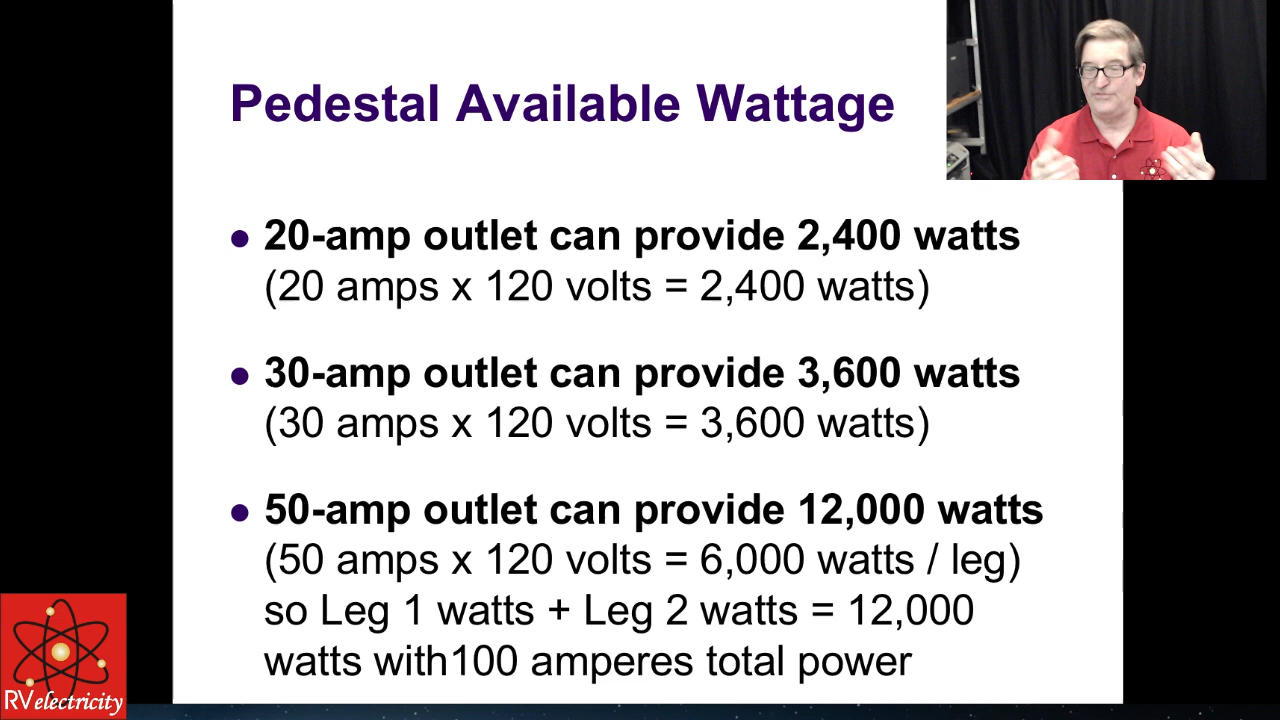 Pedestal Available Wattage
● 20-amp outlet can provide 2,400 watts
(20 amps x 120 volts = 2,400 watts)
● 30-amp outlet can provide 3,600 watts
(30 amps x 120 volts = 3,600 watts)
● 50-amp outlet can provide 12,000 watts
(50 amps x 120 volts = 6,000 watts / leg)
so Leg 1 watts + Leg 2 watts = 12,000
watts with100 amperes total power
RVelectricity